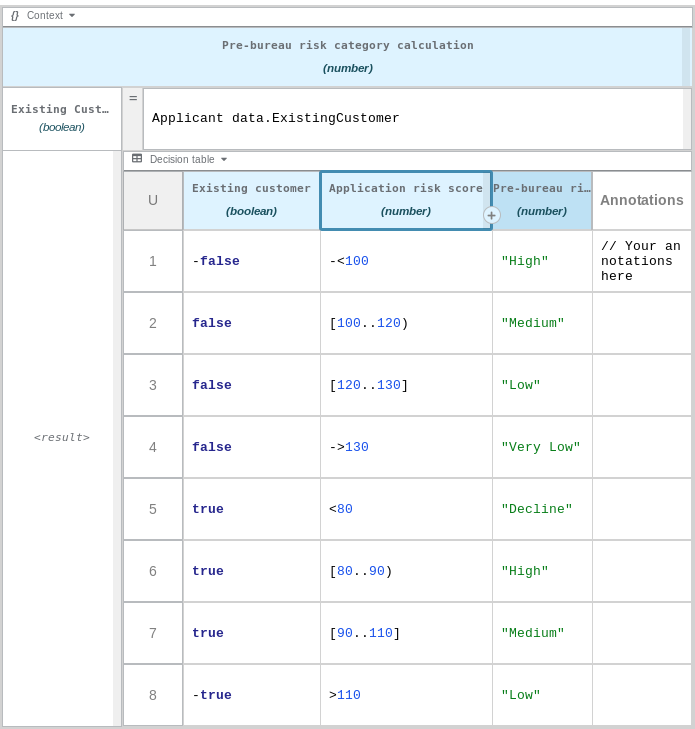 {} Context
Pre-bureau risk category calculation
(number)
Existing Cust…
(boolean)
=
Applicant data.ExistingCustomer
Decision table
U
Existing customer
(boolean)
Application risk score
(number)
+
Pre-bureau ri…
(number)
Annotations
1 -false -<100 "High" // Your an
notations
here
2 false [100..120) "Medium"
3 false [120..130] "Low"
<result>
4 false ->130 "Very Low"
5 true <80 "Decline"
6 true [80..90) "High"
7 true [90..110] "Medium"
8 -true >110 "Low"